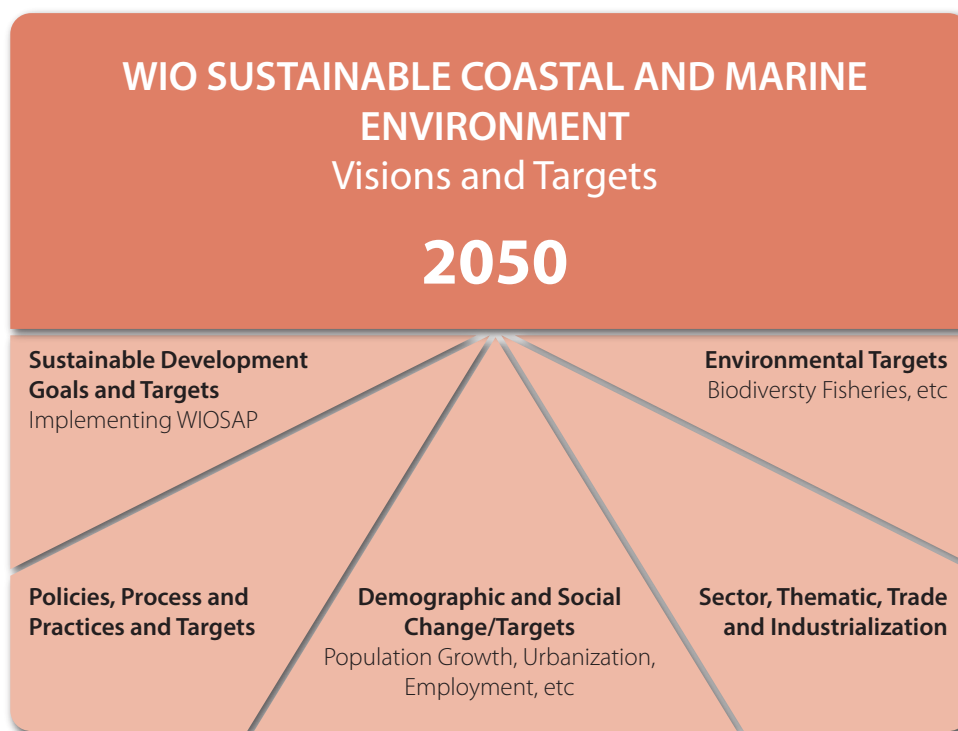 WIO SUSTAINABLE COASTAL AND MARINE
ENVIRONMENT
Visions and Targets
2050
Sustainable Development
Goals and Targets
Implementing WIOSAP
Environmental Targets
Biodiversty Fisheries, etc
Policies, Process and
Practices and Targets
Demographic and Social
Change/Targets
Population Growth, Urbanization,
Employment, etc
Sector, Thematic, Trade
and Industrialization